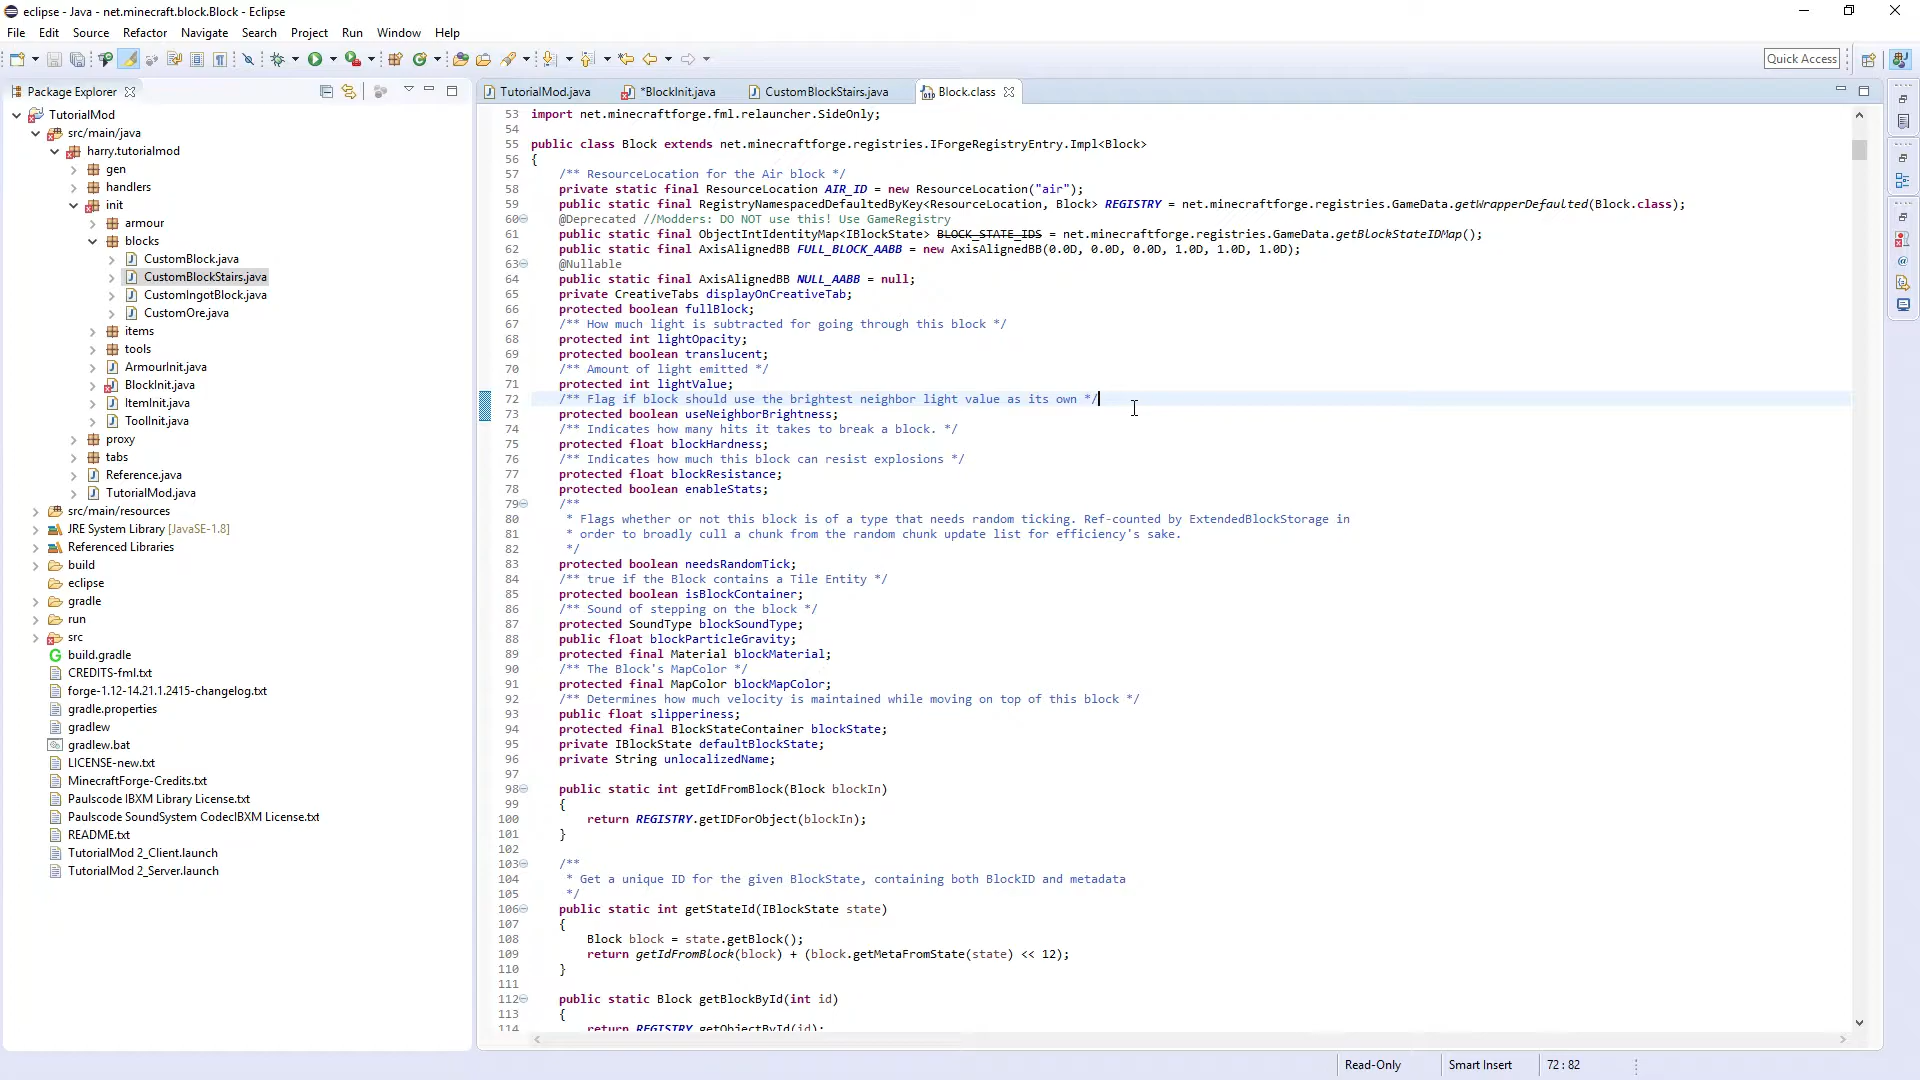 eclipse - Java - net.minecraft.block.Block - Eclipse
File Edit Source Refactor Navigate Search Project Run Window Help
Quick Access
Package Explorer
TutorialMod
src/main/java
harry.tutorialmod
gen
handlers
init
armour
blocks
CustomBlock.java
CustomBlockStairs.java
CustomIngotBlock.java
CustomOre.java
items
tools
ArmourInit.java
BlockInit.java
ItemInit.java
ToolInit.java
proxy
tabs
Reference.java
TutorialMod.java
src/main/resources
JRE System Library [JavaSE-1.8]
Referenced Libraries
build
eclipse
gradle
run
src
build.gradle
CREDITS-fml.txt
forge-1.12-14.21.1.2415-changelog.txt
gradle.properties
gradlew
gradlew.bat
LICENSE-new.txt
MinecraftForge-Credits.txt
Paulscode IBXM Library License.txt
Paulscode SoundSystem CodecIBXM License.txt
README.txt
TutorialMod 2_Client.launch
TutorialMod 2_Server.launch
TutorialMod.java *BlockInit.java CustomBlockStairs.java Block.class
53 import net.minecraftforge.fml.relauncher.SideOnly;
54
55 public class Block extends net.minecraftforge.registries.IForgeRegistryEntry.Impl<Block>
56 {
57 /** ResourceLocation for the Air block */
58 private static final ResourceLocation AIR_ID = new ResourceLocation("air");
59 public static final RegistryNamespacedDefaultedByKey<ResourceLocation, Block> REGISTRY = net.minecraftforge.registries.GameData.getWrapperDefaulted(Block.class);
60 @Deprecated //Modders: DO NOT use this! Use GameRegistry
61 public static final ObjectIntIdentityMap<IBlockState> BLOCK_STATE_IDS = net.minecraftforge.registries.GameData.getBlockStateIDMap();
62 public static final AxisAlignedBB FULL_BLOCK_AABB = new AxisAlignedBB(0.0D, 0.0D, 0.0D, 1.0D, 1.0D, 1.0D);
63 @Nullable
64 public static final AxisAlignedBB NULL_AABB = null;
65 private CreativeTabs displayOnCreativeTab;
66 protected boolean fullBlock;
67 /** How much light is subtracted for going through this block */
68 protected int lightOpacity;
69 protected boolean translucent;
70 /** Amount of light emitted */
71 protected int lightValue;
72 /** Flag if block should use the brightest neighbor light value as its own */
73 protected boolean useNeighborBrightness;
74 /** Indicates how many hits it takes to break a block. */
75 protected float blockHardness;
76 /** Indicates how much this block can resist explosions */
77 protected float blockResistance;
78 protected boolean enableStats;
79 /**
80 * Flags whether or not this block is of a type that needs random ticking. Ref-counted by ExtendedBlockStorage in
81 * order to broadly cull a chunk from the random chunk update list for efficiency's sake.
82 */
83 protected boolean needsRandomTick;
84 /** true if the Block contains a Tile Entity */
85 protected boolean isBlockContainer;
86 /** Sound of stepping on the block */
87 protected SoundType blockSoundType;
88 public float blockParticleGravity;
89 protected final Material blockMaterial;
90 /** The Block's MapColor */
91 protected final MapColor blockMapColor;
92 /** Determines how much velocity is maintained while moving on top of this block */
93 public float slipperiness;
94 protected final BlockStateContainer blockState;
95 private IBlockState defaultBlockState;
96 private String unlocalizedName;
97
98 public static int getIdFromBlock(Block blockIn)
99 {
100 return REGISTRY.getIDForObject(blockIn);
101 }
102
103 /**
104 * Get a unique ID for the given BlockState, containing both BlockID and metadata
105 */
106 public static int getStateId(IBlockState state)
107 {
108 Block block = state.getBlock();
109 return getIdFromBlock(block) + (block.getMetaFromState(state) << 12);
110 }
111
112 public static Block getBlockById(int id)
113 {
114 return REGISTRY.getObjectById(id);
Read-Only Smart Insert 72 : 82